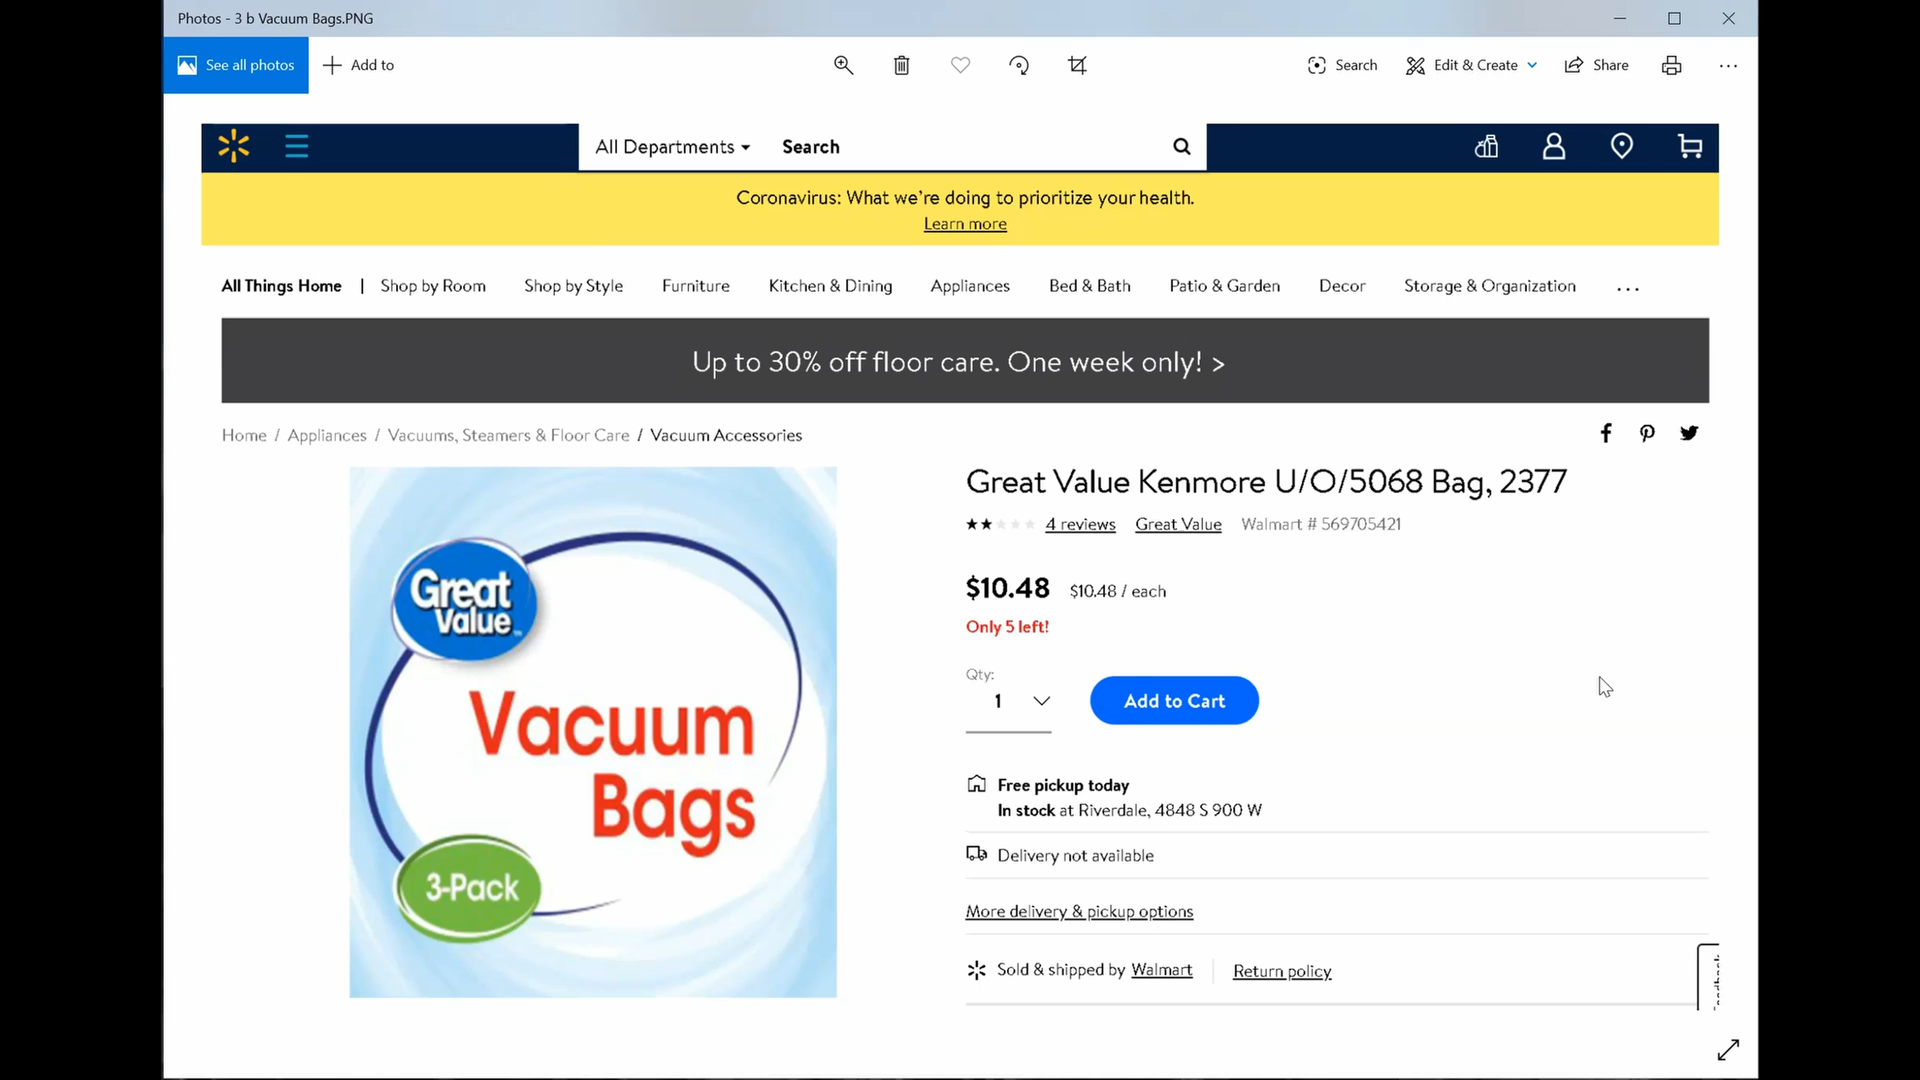 Photos - 3 b Vacuum Bags.PNG
See all photos
Add to
Search
Edit & Create
Share
All Departments
Search
Coronavirus: What we're doing to prioritize your health.
Learn more
All Things Home | Shop by Room Shop by Style Furniture Kitchen & Dining Appliances Bed & Bath Patio & Garden Decor Storage & Organization ...
Up to 30% off floor care. One week only! >
Home / Appliances / Vacuums, Steamers & Floor Care / Vacuum Accessories
Great
Value
Vacuum
Bags
3-Pack
Great Value Kenmore U/O/5068 Bag, 2377
4 reviews Great Value Walmart # 569705421
$10.48 $10.48 / each
Only 5 left!
Qty:
1
Add to Cart
Free pickup today
In stock at Riverdale, 4848 S 900 W
Delivery not available
More delivery & pickup options
Sold & shipped by Walmart
Return policy